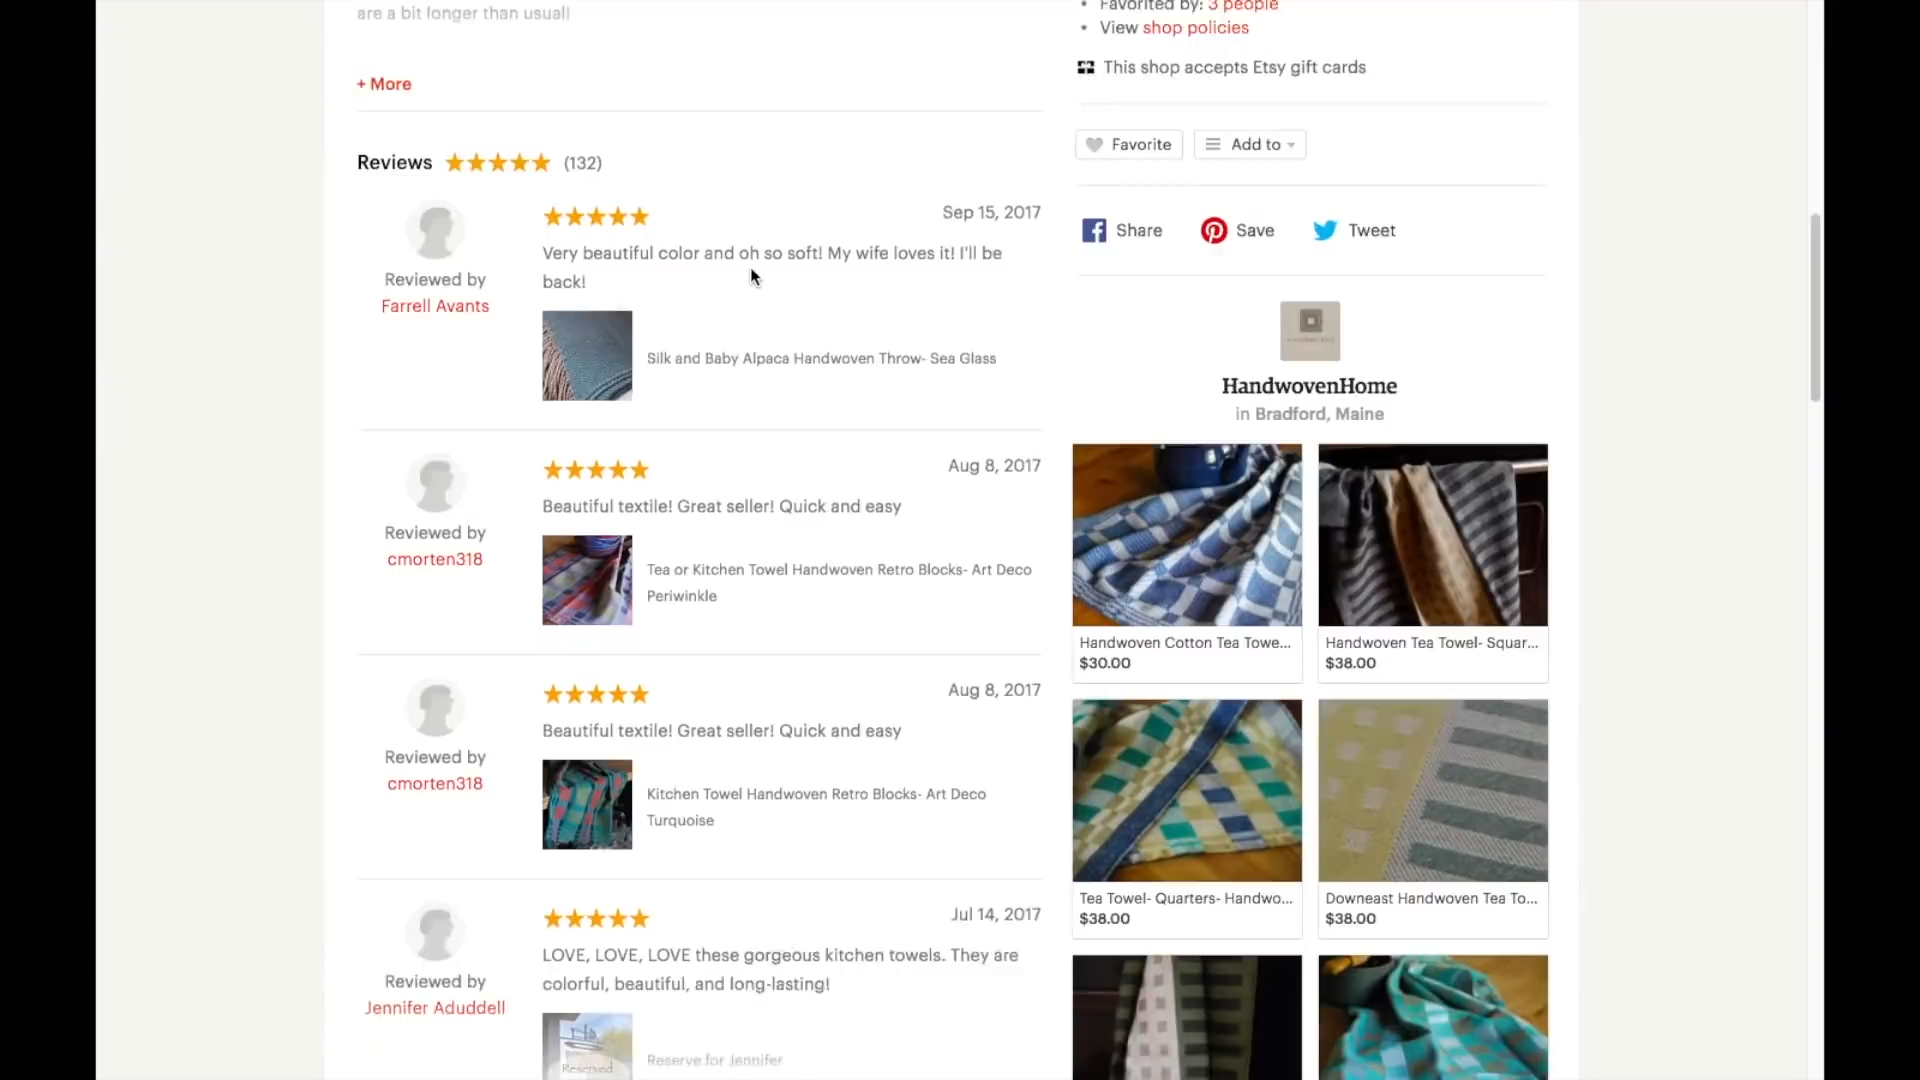 are a bit longer than usual!
+ More
Reviews (132)
Sep 15, 2017
Very beautiful color and oh so soft! My wife loves it! I'll be
back!
Reviewed by
Farrell Avants
Silk and Baby Alpaca Handwoven Throw- Sea Glass
Aug 8, 2017
Beautiful textile! Great seller! Quick and easy
Reviewed by
cmorten318
Tea or Kitchen Towel Handwoven Retro Blocks- Art Deco
Periwinkle
Aug 8, 2017
Beautiful textile! Great seller! Quick and easy
Reviewed by
cmorten318
Kitchen Towel Handwoven Retro Blocks- Art Deco
Turquoise
Jul 14, 2017
LOVE, LOVE, LOVE these gorgeous kitchen towels. They are
colorful, beautiful, and long-lasting!
Reviewed by
Jennifer Aduddell
Reserved
Reserve for Jennifer
Favorited by: 3 people
View shop policies
This shop accepts Etsy gift cards
Favorite
Add to
Share
Save
Tweet
HandwovenHome
in Bradford, Maine
Handwoven Cotton Tea Towe...
$30.00
Handwoven Tea Towel- Squar...
$38.00
Tea Towel- Quarters- Handwo...
$38.00
Downeast Handwoven Tea To...
$38.00